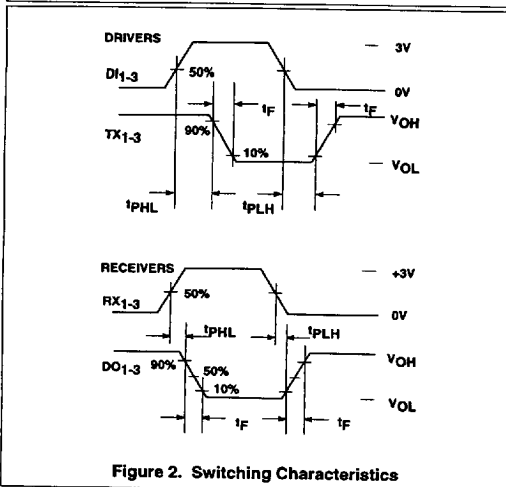 DRIVERS
3V
DI1-3
50%
0V
tF
tF
TX1-3
90%
10%
VOH
VOL
tPHL
tPLH
RECEIVERS
+3V
RX1-3
50%
0V
tPHL
tPLH
DO1-3
90%
50%
10%
VOH
VOL
tF
tF
Figure 2. Switching Characteristics